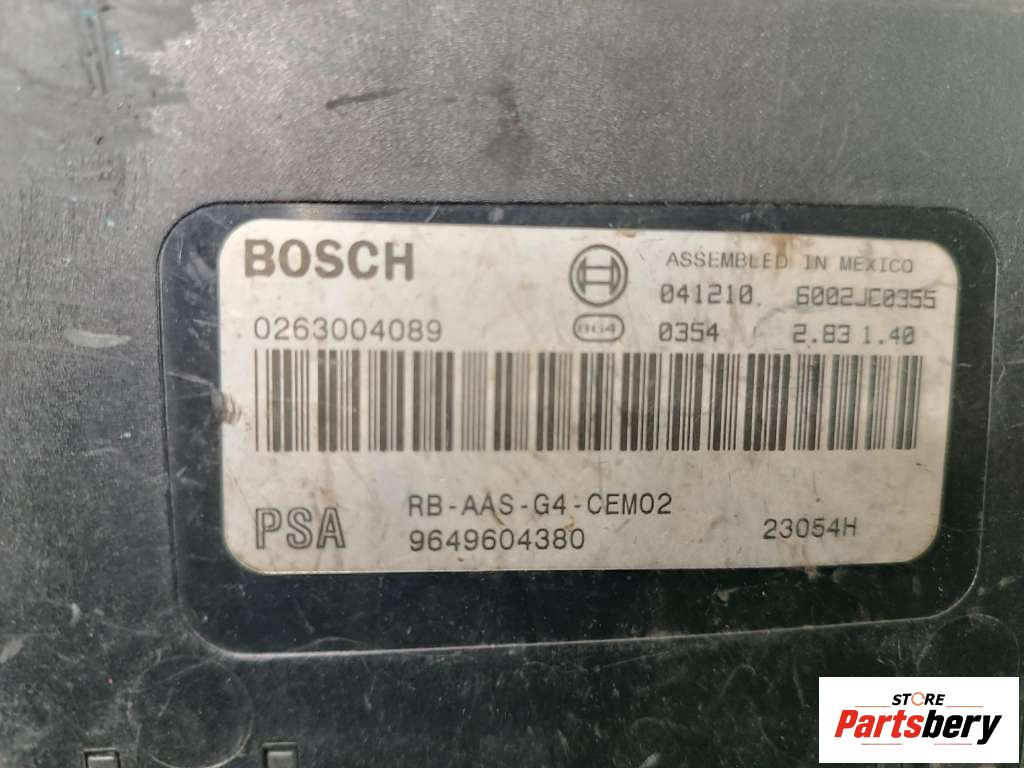 BOSCH
ASSEMBLED IN MEXICO
041210 6002JC0355
0263004089
0354 2.83 1.40
RB-AAS-G4-CEM02
PSA
9649604380
23054H
STORE
Partsbery